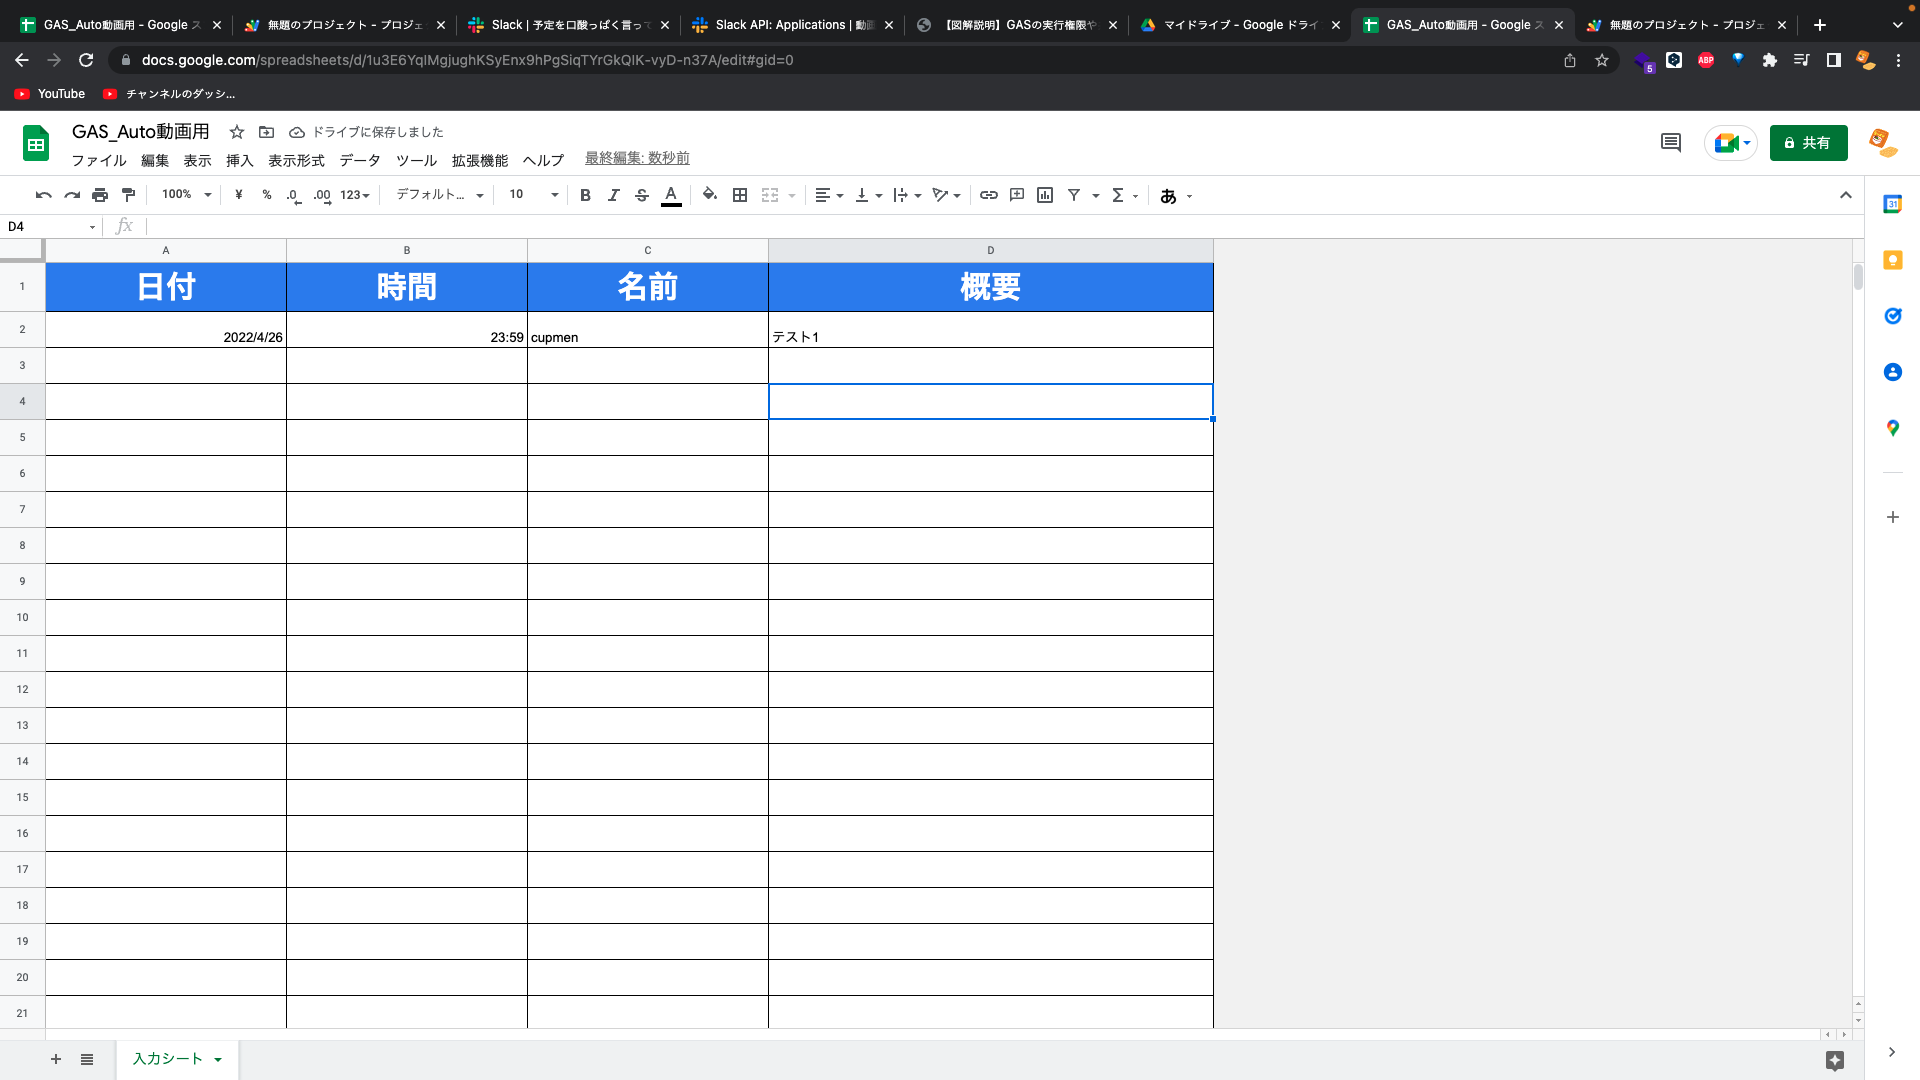 GAS_Auto動画用 - Google ス
無題のプロジェクト - プロジェ
Slack | 予定を口酸っぱく言って
Slack API: Applications | 動画
【図解説明】GASの実行権限や
マイドライブ - Google ドライ
GAS_Auto動画用 - Google ス
無題のプロジェクト - プロジェ
docs.google.com/spreadsheets/d/1u3E6YqlMgjughKSyEnx9hPgSiqTYrGkQlK-vyD-n37A/edit#gid=0
5
ABP
YouTube
チャンネルのダッシ...
GAS_Auto動画用
ドライブに保存しました
ファイル 編集 表示 挿入 表示形式 データ ツール 拡張機能 ヘルプ 最終編集: 数秒前
共有
100% ¥ % .0 .00 123 デフォルト... 10 B I S A Σ あ
31
D4 fx
A B C D
1 日付 時間 名前 概要
2 2022/4/26 23:59 cupmen テスト1
3
4
5
6
7
8
9
10
11
12
13
14
15
16
17
18
19
20
21
入力シート